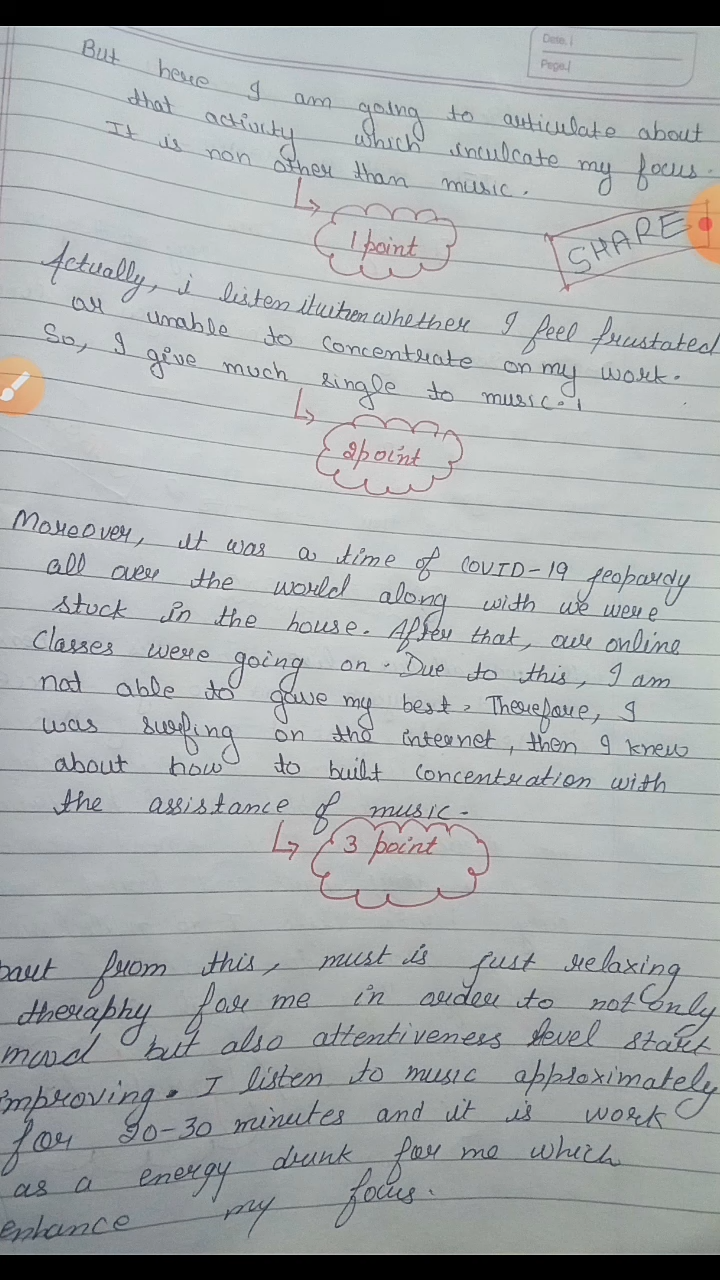 Date.
Page.
But here I am going to articulate about
that activity which inculcate my focus.
It is non other than music.
1 point
SHARE
Actually, i listen ituition whether I feel frustated
or unable to concentrate on my work.
So, I give much single to music.
2 point
Moreover, it was a time of COVID-19 jeopardy
all over the world along with we were
stuck in the house. After that, our online
classes were going on. Due to this, I am
not able to gave my best. Therefore, I
was surfing on the internet, then I knew
about how to built concentration with
the assistance of music.
3 point
part from this, must is just relaxing
theraphy for me in order to not only
mood but also attentiveness level start
improving. I listen to music approximately
for 20-30 minutes and it is work
as a energy drunk for me which
enhance my focus.